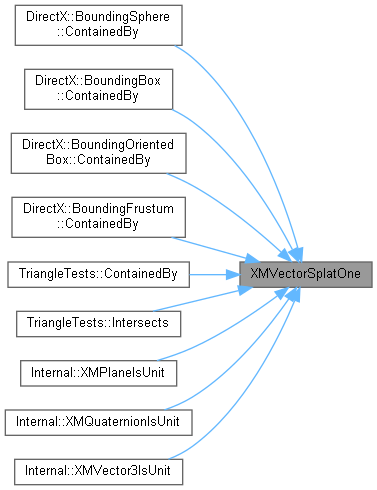 DirectX::BoundingSphere
::ContainedBy
DirectX::BoundingBox
::ContainedBy
DirectX::BoundingOriented
Box::ContainedBy
DirectX::BoundingFrustum
::ContainedBy
TriangleTests::ContainedBy
XMVectorSplatOne
TriangleTests::Intersects
Internal::XMPlaneIsUnit
Internal::XMQuaternionIsUnit
Internal::XMVector3IsUnit